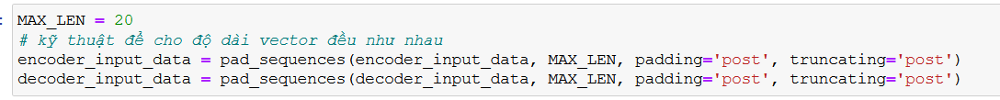 MAX_LEN = 20
# kỹ thuật để cho độ dài vector đều như nhau
encoder_input_data = pad_sequences(encoder_input_data, MAX_LEN, padding='post', truncating='post')
decoder_input_data = pad_sequences(decoder_input_data, MAX_LEN, padding='post', truncating='post')